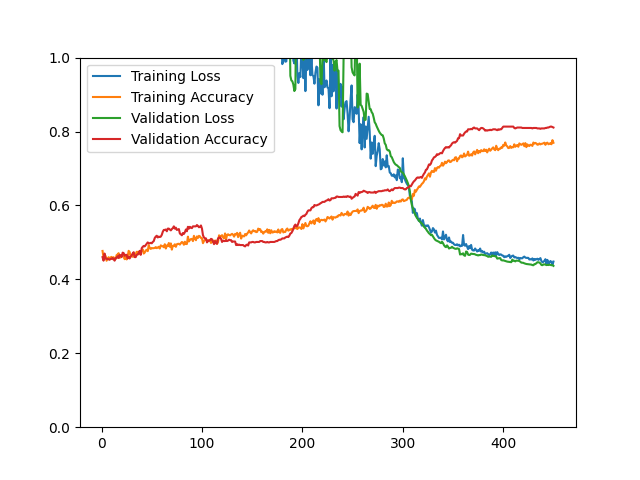 Training Loss
Training Accuracy
Validation Loss
Validation Accuracy
1.0
0.8
0.6
0.4
0.2
0.0
0 100 200 300 400